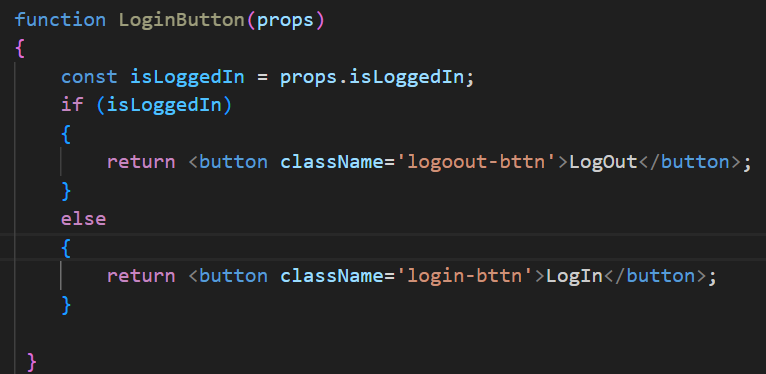 function LoginButton(props)
{
    const isLoggedIn = props.isLoggedIn;
    if (isLoggedIn)
    {
        return <button className='logoout-bttn'>LogOut</button>;
    }
    else
    {
        return <button className='login-bttn'>LogIn</button>;
    }
}